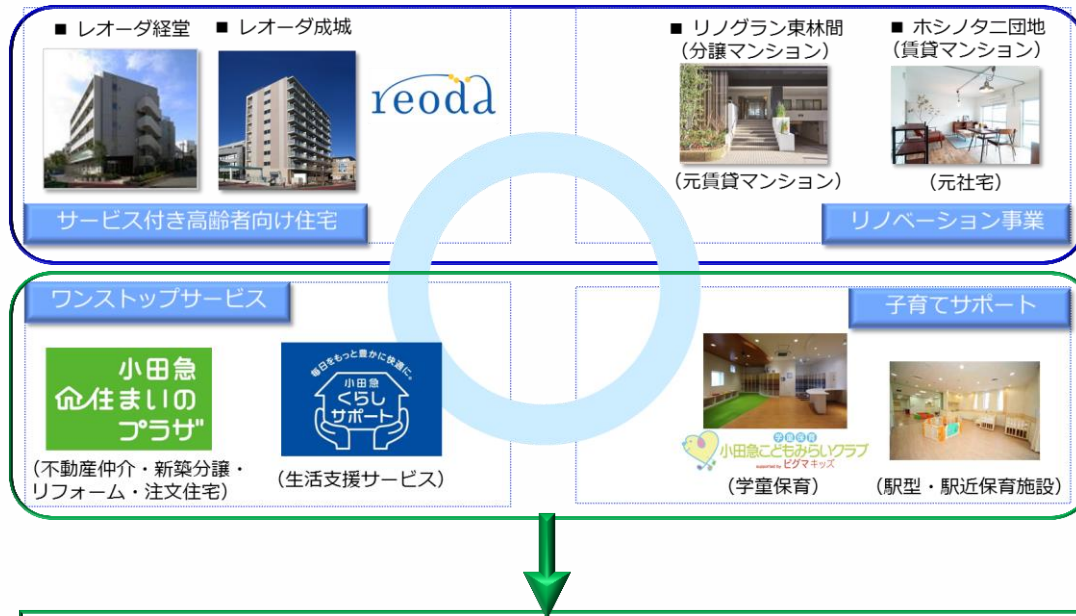 ■ レオーダ経堂
■ レオーダ成城
reoda
サービス付き高齢者向け住宅
■ リノグラン東林間
(分譲マンション)
(元賃貸マンション)
■ ホシノタニ団地
(賃貸マンション)
(元社宅)
リノベーション事業
ワンストップサービス
小田急
住まいの
プラザ
(不動産仲介・新築分譲・
リフォーム・注文住宅)
毎日をもっと豊かに快適に。
小田急
くらし
サポート
(生活支援サービス)
子育てサポート
学童保育
小田急こどもみらいクラブ
supported by ピグマキッズ
(学童保育)
(駅型・駅近保育施設)